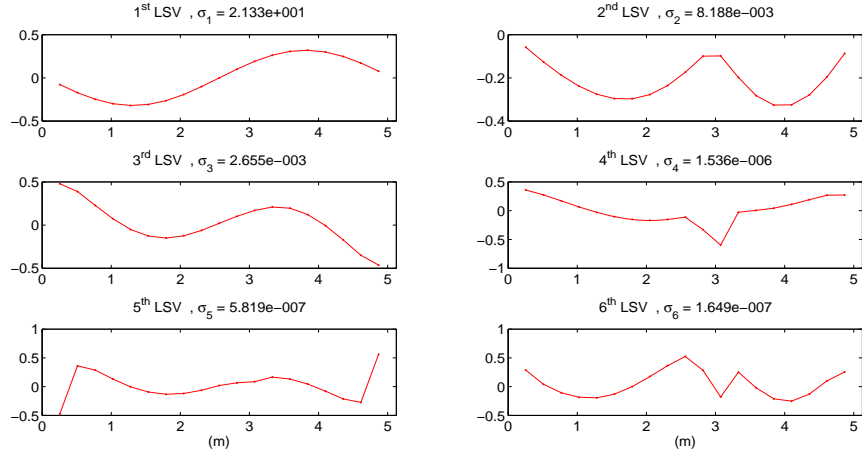 1st LSV , σ1 = 2.133e+001
0.5
0
−0.5
0 1 2 3 4 5
2nd LSV , σ2 = 8.188e−003
0
−0.2
−0.4
0 1 2 3 4 5
3rd LSV , σ3 = 2.655e−003
0.5
0
−0.5
0 1 2 3 4 5
4th LSV , σ4 = 1.536e−006
0.5
0
−0.5
−1
0 1 2 3 4 5
5th LSV , σ5 = 5.819e−007
1
0.5
0
−0.5
0 1 2 3 4 5
(m)
6th LSV , σ6 = 1.649e−007
1
0.5
0
−0.5
0 1 2 3 4 5
(m)